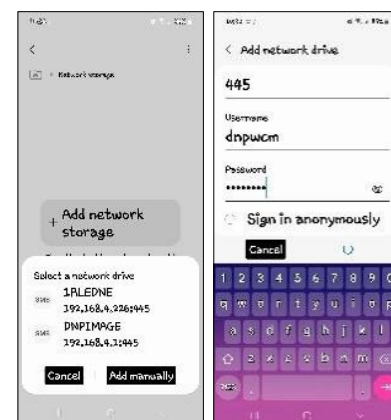 Network storage
+ Add network
storage
Select a network drive
SMB
1RLEDNE
192.168.4.226:445
SMB
DNPIMAGE
192.168.4.1:445
Cancel
Add manually
Add network drive
445
Username
dnpwcm
Password
••••••••
Sign in anonymously
Cancel
1 2 3 4 5 6 7 8 9 0
q w e r t y u i o p
a s d f g h j k l
z x c v b n m